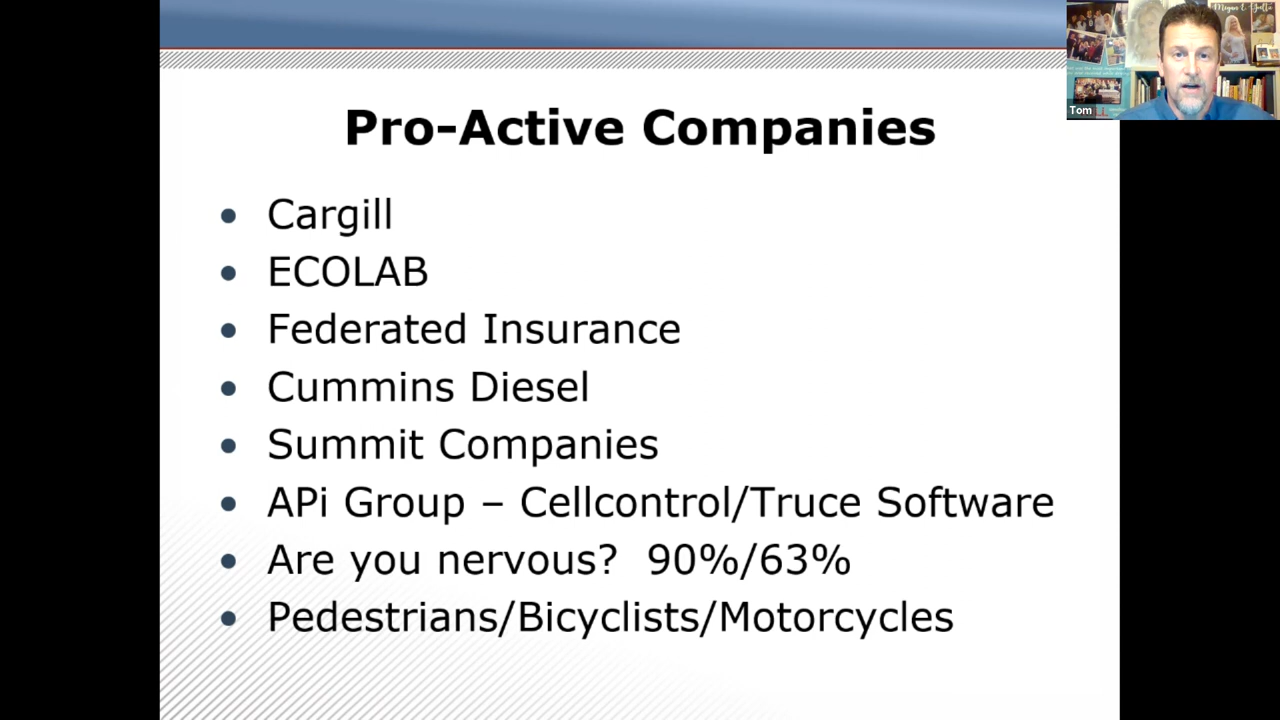 Pro-Active Companies
• Cargill
• ECOLAB
• Federated Insurance
• Cummins Diesel
• Summit Companies
• APi Group – Cellcontrol/Truce Software
• Are you nervous?  90%/63%
• Pedestrians/Bicyclists/Motorcycles
Tom